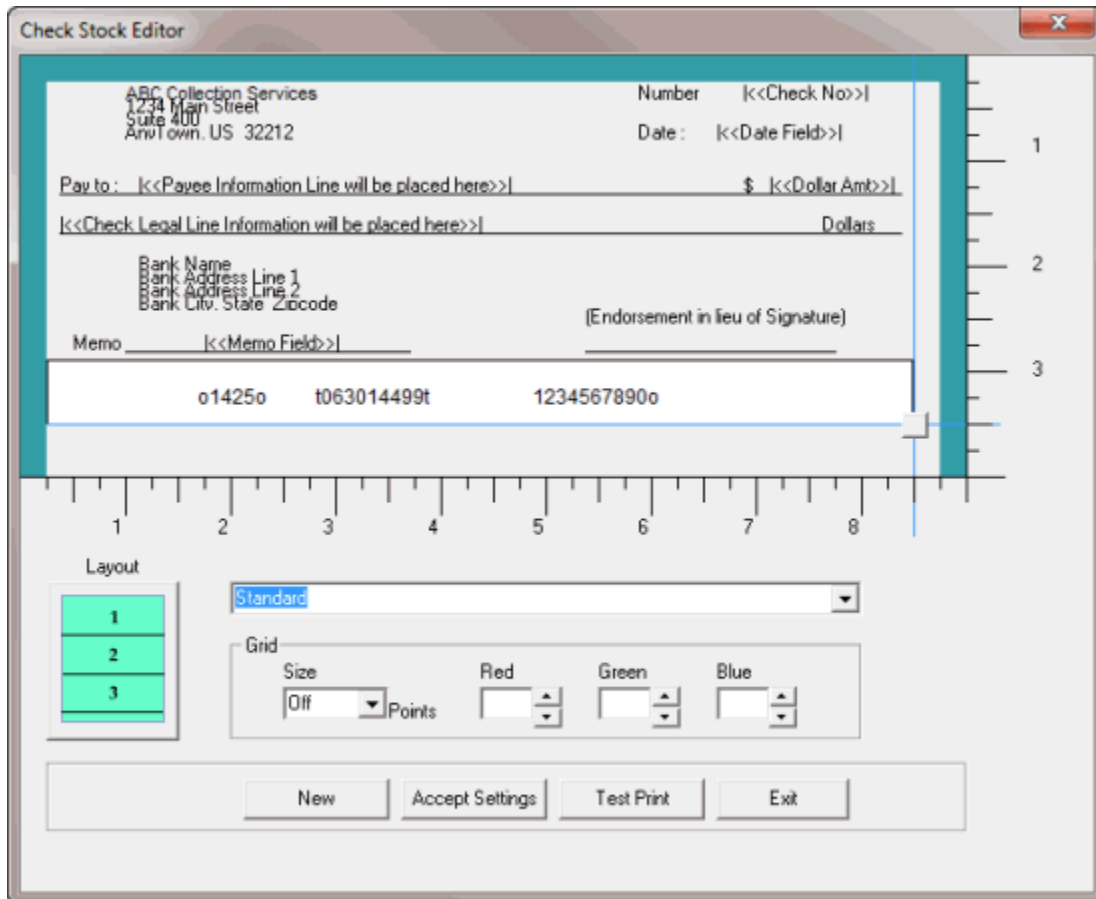 Check Stock Editor
ABC Collection Services
1234 Main Street
Suite 400
AnyTown, US  32212
Number |<<Check No>>|
Date : |<<Date Field>>|
1
Pay to : |<<Payee Information Line will be placed here>>| $ |<<Dollar Amt>>|
|<<Check Legal Line Information will be placed here>>| Dollars
2
Bank Name
Bank Address Line 1
Bank Address Line 2
Bank City, State  Zipcode
(Endorsement in lieu of Signature)
Memo |<<Memo Field>>|
3
o1425o t063014499t 1234567890o
1 2 3 4 5 6 7 8
Layout
1
2
3
Standard
Grid
Size Red Green Blue
Off Points
New Accept Settings Test Print Exit